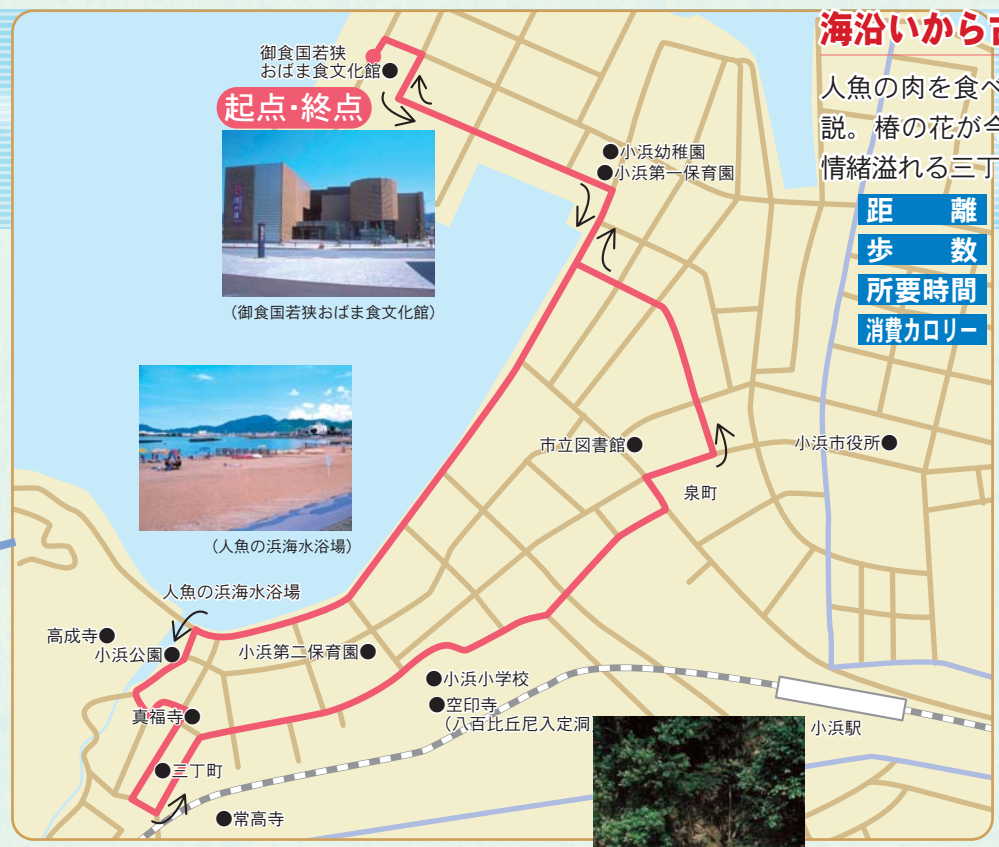 海沿いから
人魚の肉を食べ
説。椿の花が今
情緒溢れる三丁
距離
歩数
所要時間
消費カロリー
御食国若狭
おばま食文化館
起点・終点
(御食国若狭おばま食文化館)
小浜幼稚園
小浜第一保育園
(人魚の浜海水浴場)
市立図書館
小浜市役所
泉町
人魚の浜海水浴場
高成寺
小浜公園
小浜第二保育園
真福寺
小浜小学校
空印寺
(八百比丘尼入定洞
小浜駅
三丁町
常高寺